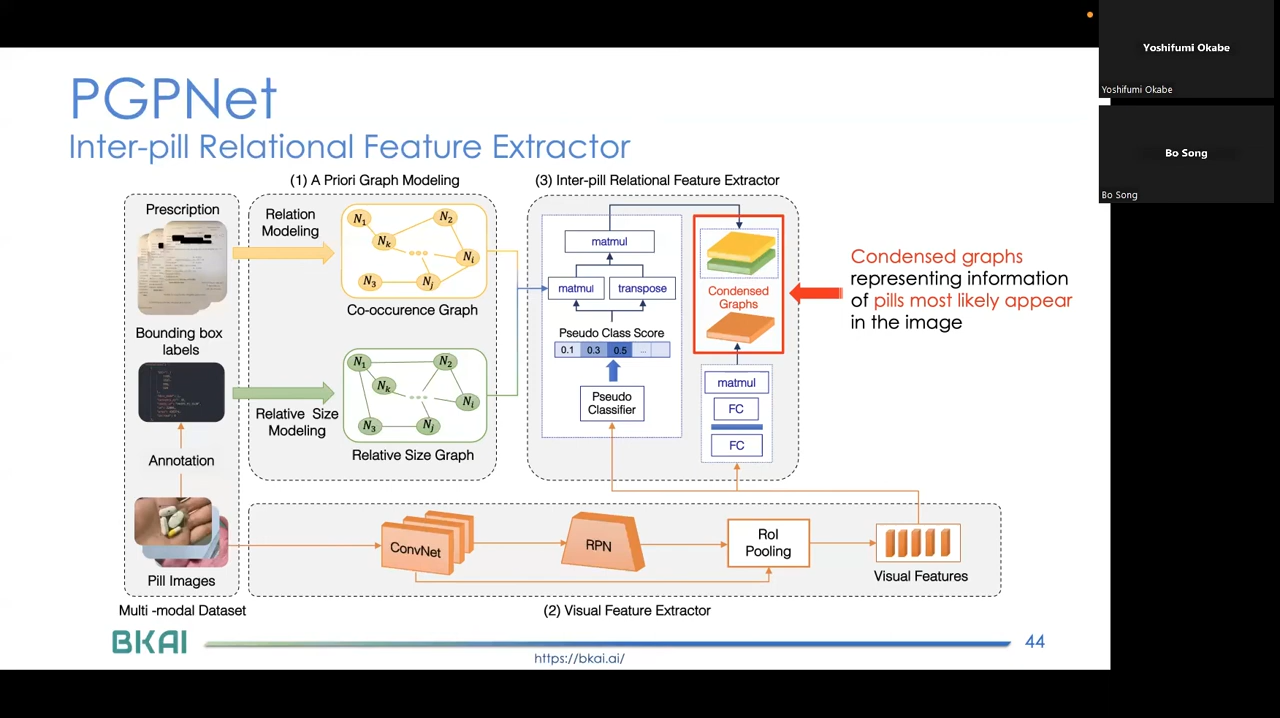 PGPNet
Inter-pill Relational Feature Extractor
(1) A Priori Graph Modeling
(3) Inter-pill Relational Feature Extractor
Prescription
Bounding box
labels
Annotation
Pill Images
Multi -modal Dataset
Relation
Modeling
N1
N2
Nk
Ni
N3
Nj
Co-occurence Graph
Relative Size
Modeling
N1
N2
Nk
Ni
N3
Nj
Relative Size Graph
matmul
matmul
transpose
Pseudo Class Score
0.1 0.3 0.5 ...
Pseudo
Classifier
Condensed
Graphs
matmul
FC
FC
Condensed graphs
representing information
of pills most likely appear
in the image
ConvNet
RPN
RoI
Pooling
Visual Features
(2) Visual Feature Extractor
BKAI
https://bkai.ai/
44
Yoshifumi Okabe
Yoshifumi Okabe
Bo Song
Bo Song